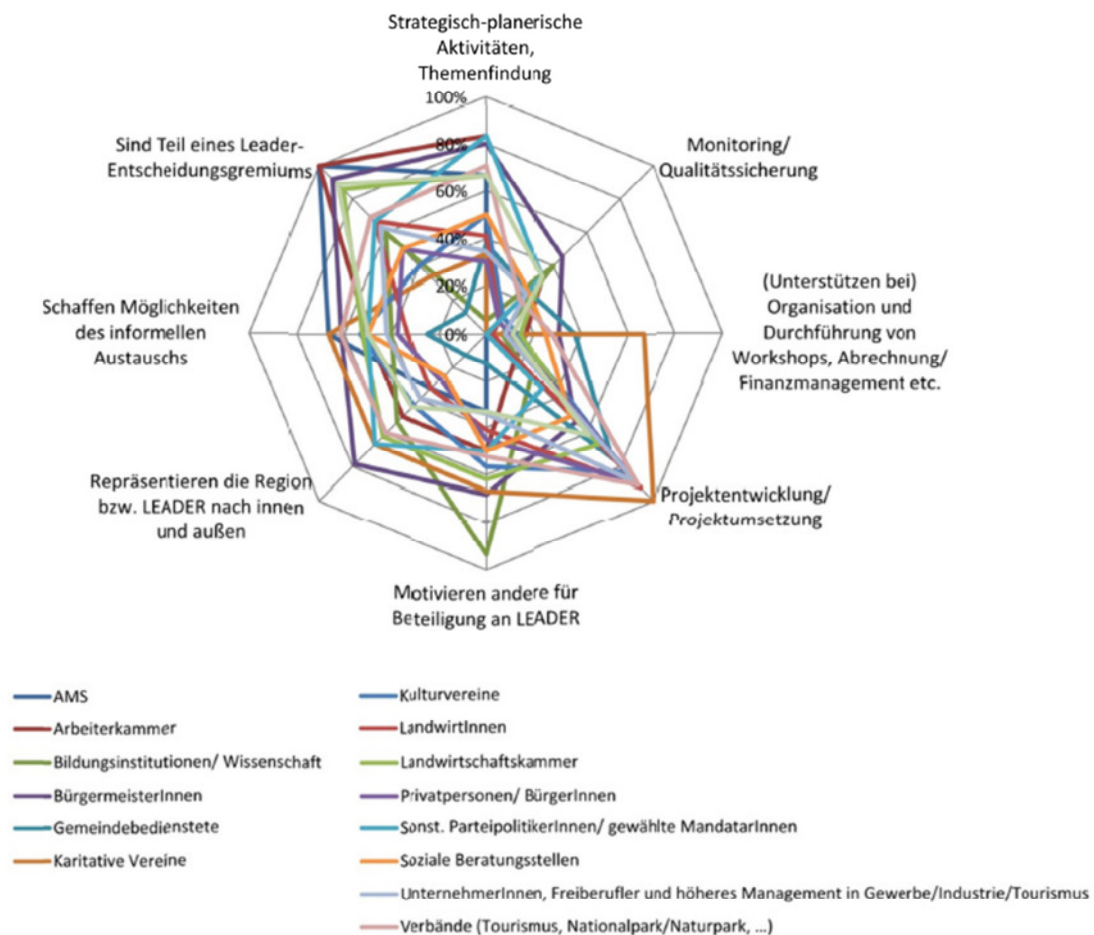 Strategisch-planerische
Aktivitäten,
Themenfindung
100%
80%
60%
40%
20%
0%
Monitoring/
Qualitätssicherung
(Unterstützen bei)
Organisation und
Durchführung von
Workshops, Abrechnung/
Finanzmanagement etc.
Projektentwicklung/
Projektumsetzung
Motivieren andere für
Beteiligung an LEADER
Repräsentieren die Region
bzw. LEADER nach innen
und außen
Schaffen Möglichkeiten
des informellen
Austauschs
Sind Teil eines Leader-
Entscheidungsgremiums
AMS
Arbeiterkammer
Bildungsinstitutionen/ Wissenschaft
BürgermeisterInnen
Gemeindebedienstete
Karitative Vereine
Kulturvereine
LandwirtInnen
Landwirtschaftskammer
Privatpersonen/ BürgerInnen
Sonst. ParteipolitikerInnen/ gewählte MandatarInnen
Soziale Beratungsstellen
UnternehmerInnen, Freiberufler und höheres Management in Gewerbe/Industrie/Tourismus
Verbände (Tourismus, Nationalpark/Naturpark, ...)